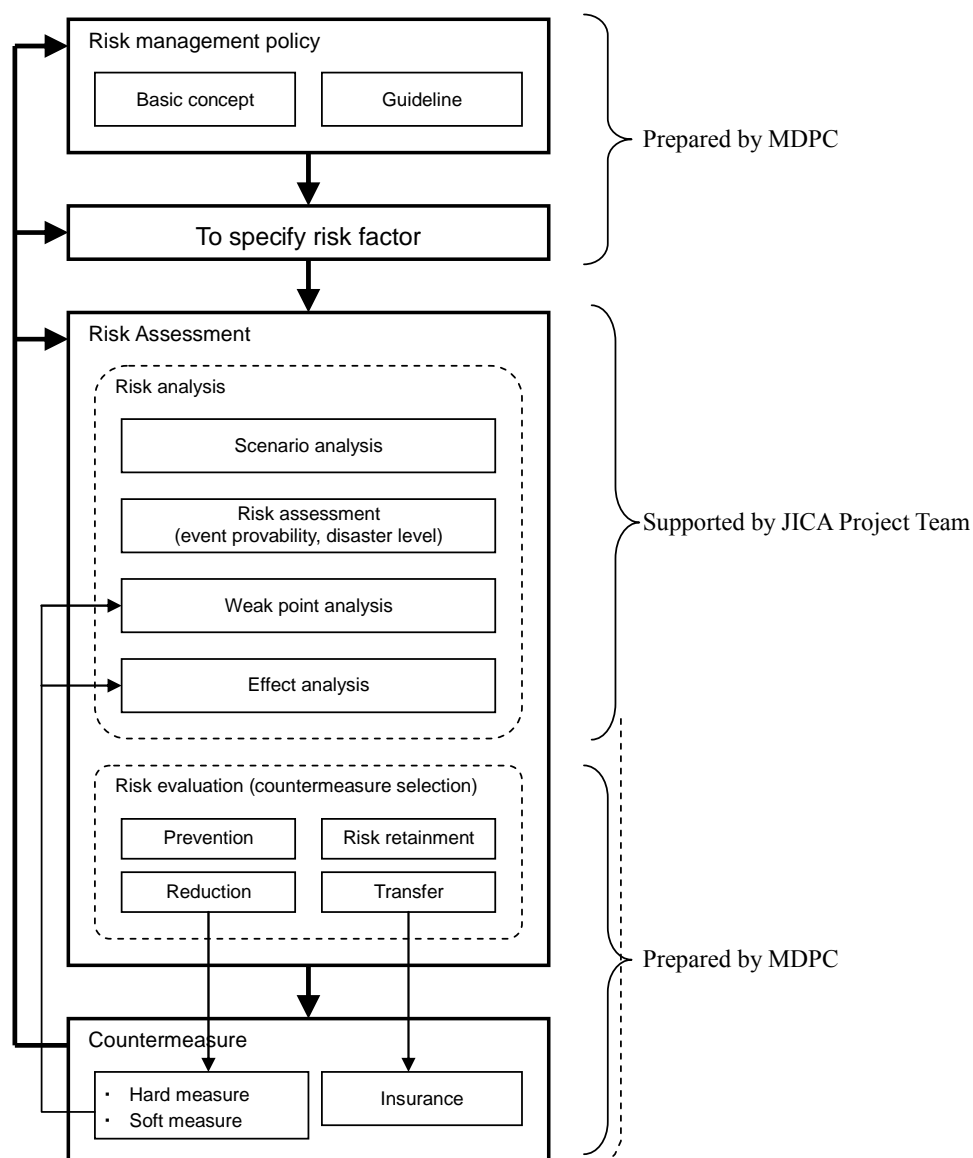 Risk management policy
Basic concept
Guideline
Prepared by MDPC
To specify risk factor
Risk Assessment
Risk analysis
Scenario analysis
Risk assessment
(event provability, disaster level)
Supported by JICA Project Team
Weak point analysis
Effect analysis
Risk evaluation (countermeasure selection)
Prevention
Risk retainment
Reduction
Transfer
Prepared by MDPC
Countermeasure
・ Hard measure
・ Soft measure
Insurance